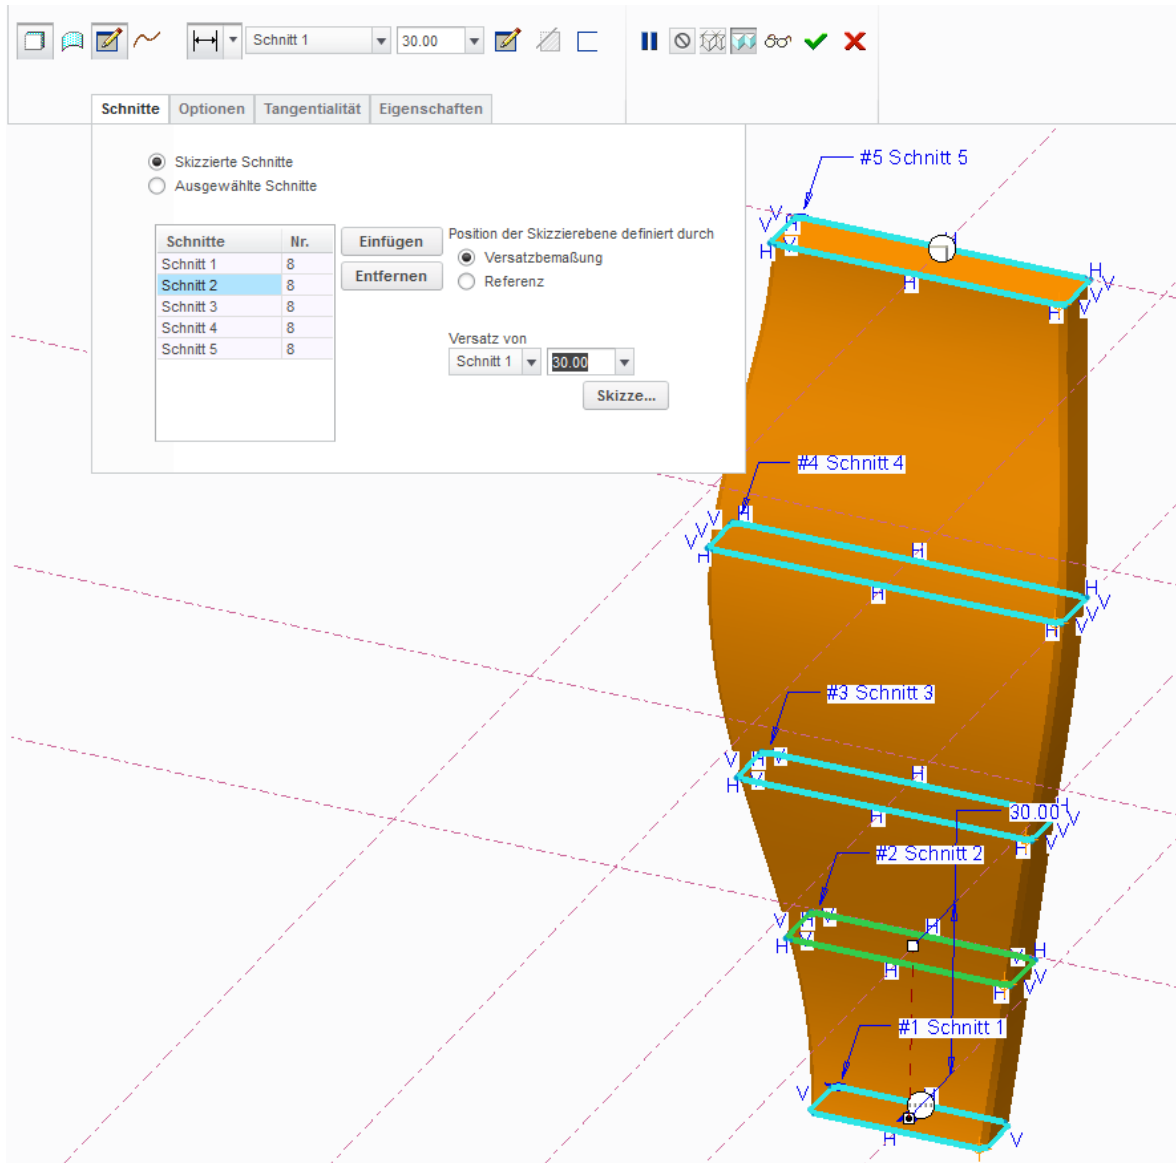 Schnitt 1 30.00
Schnitte Optionen Tangentialität Eigenschaften
Skizzierte Schnitte
Ausgewählte Schnitte
Schnitte Nr.
Schnitt 1 8
Schnitt 2 8
Schnitt 3 8
Schnitt 4 8
Schnitt 5 8
Einfügen
Entfernen
Position der Skizzierebene definiert durch
Versatzbemaßung
Referenz
Versatz von
Schnitt 1 30.00
Skizze...
#5 Schnitt 5
V V H
H V
H
H
H V V
H V
#4 Schnitt 4
V V V H
H
H
H
H V V
H V
#3 Schnitt 3
V H V
H V
H
H
30.00
H V
H V
#2 Schnitt 2
V H V
H V
H
H
V H
V V
H
#1 Schnitt 1
V
H
V